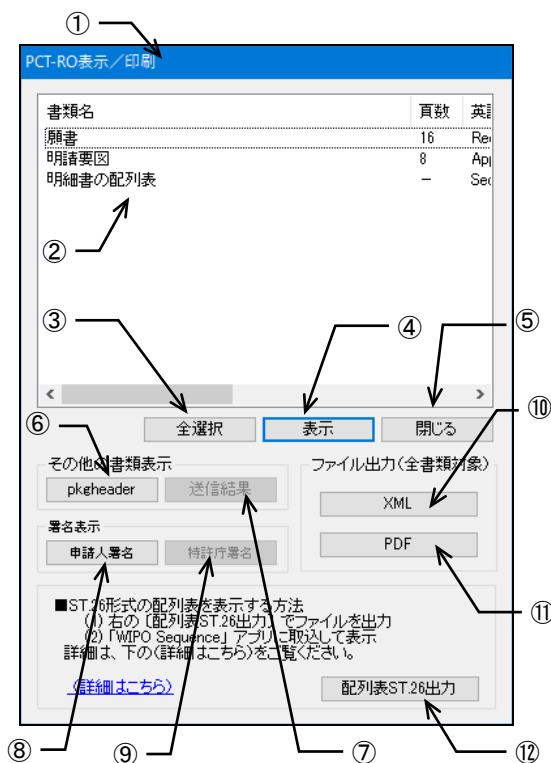 ①
PCT-RO表示／印刷
書類名 頁数 英
願書 16 Re
明請要図 8 Ap
明細書の配列表 － Se
②
③
④
⑤
全選択 表示 閉じる
⑥
⑩
その他の書類表示 ファイル出力(全書類対象)
pkgheader 送信結果 XML
署名表示
申請人署名 特許庁署名 PDF
⑪
■ST.26形式の配列表を表示する方法
(1) 右の〔配列表ST.26出力〕でファイルを出力
(2)「WIPO Sequence」アプリに取込して表示
詳細は、下の(詳細はこちら)をご覧ください。
(詳細はこちら) 配列表ST.26出力
⑧ ⑨ ⑦ ⑫